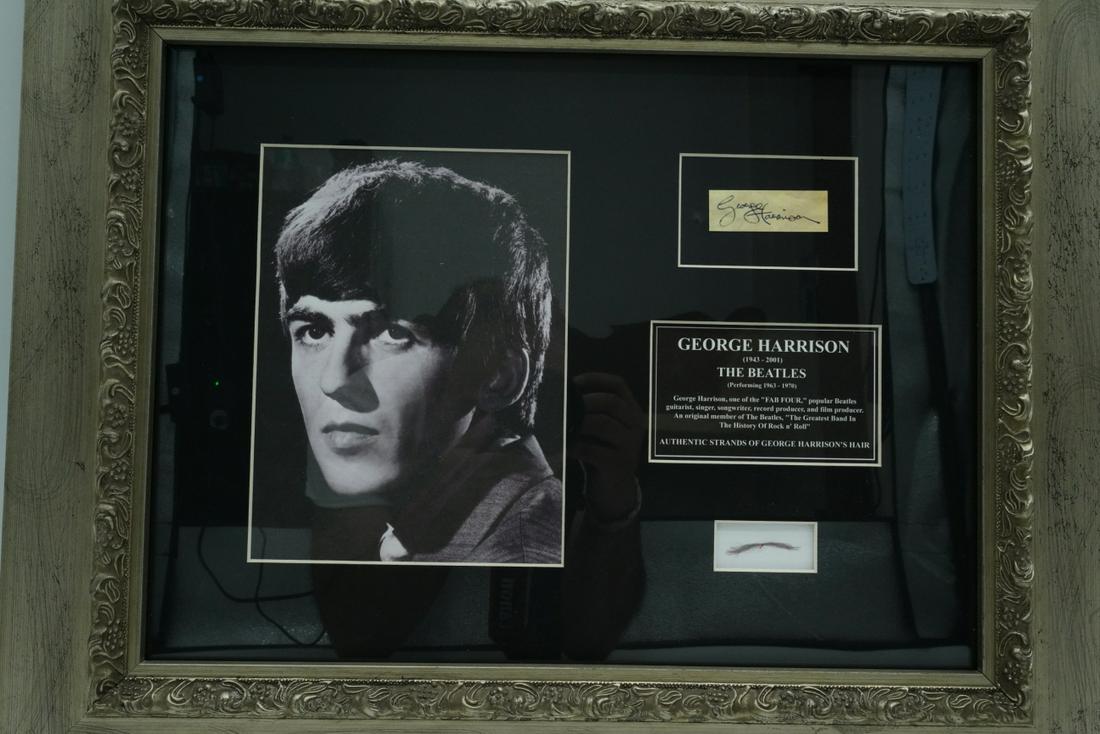 George
Harrison
GEORGE HARRISON
(1943 - 2001)
THE BEATLES
(Performing 1963 - 1970)
George Harrison, one of the "FAB FOUR," popular Beatles
guitarist, singer, songwriter, record producer, and film producer.
An original member of The Beatles, "The Greatest Band In
The History Of Rock n' Roll"
AUTHENTIC STRANDS OF GEORGE HARRISON'S HAIR